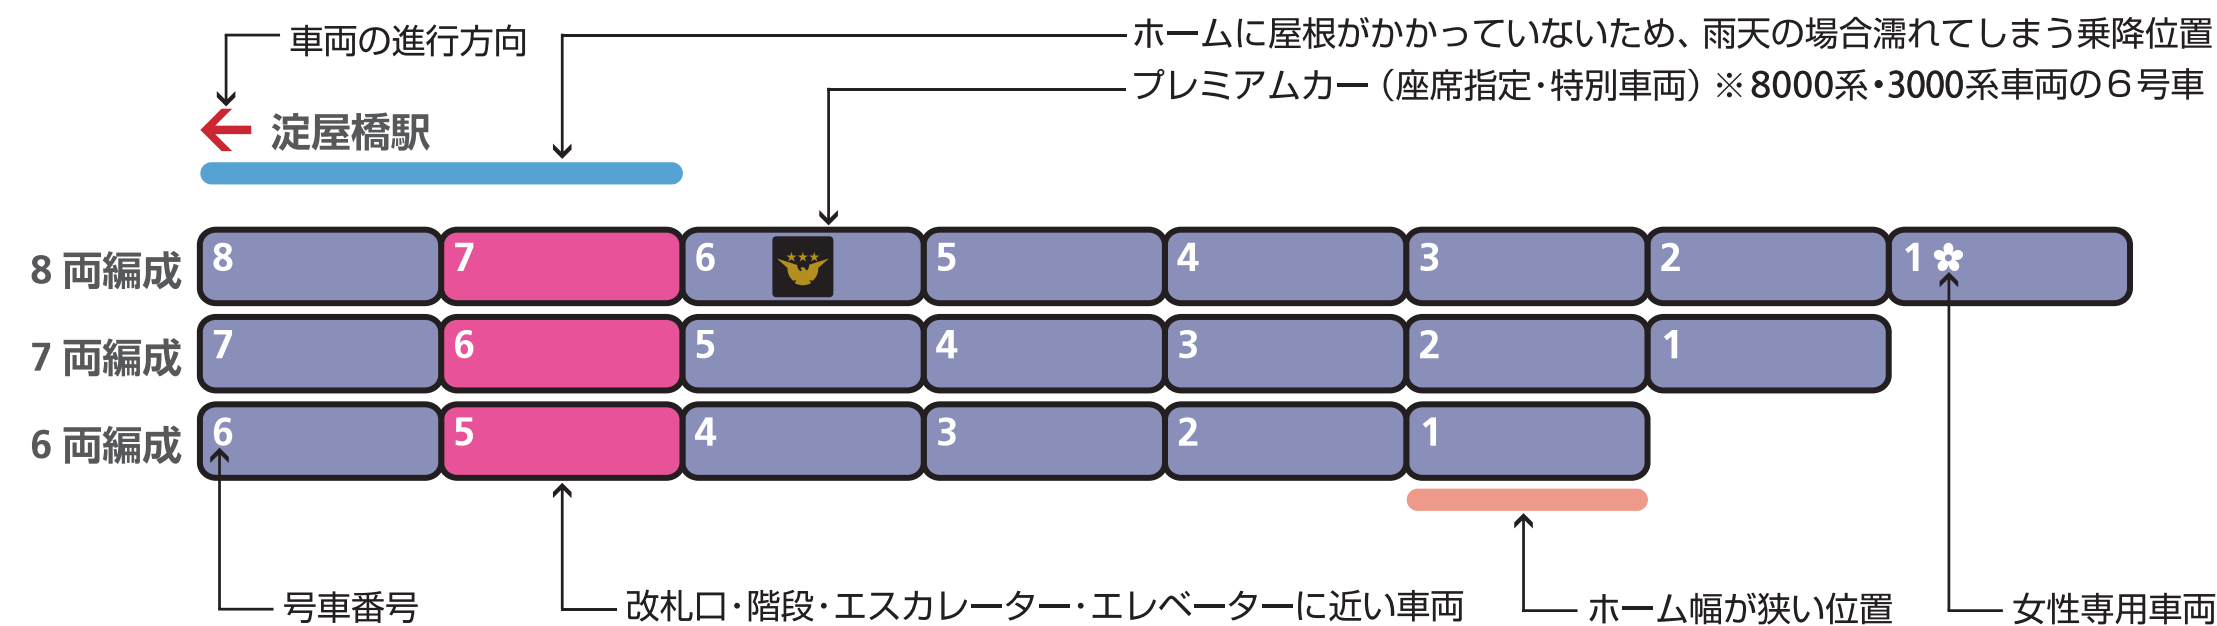 車両の進行方向
ホームに屋根がかかっていないため、雨天の場合濡れてしまう乗降位置
プレミアムカー（座席指定・特別車両）※8000系・3000系車両の６号車
淀屋橋駅
8両編成 8 7 6 5 4 3 2 1
7両編成 7 6 5 4 3 2 1
6両編成 6 5 4 3 2 1
号車番号
改札口・階段・エスカレーター・エレベーターに近い車両
ホーム幅が狭い位置
女性専用車両